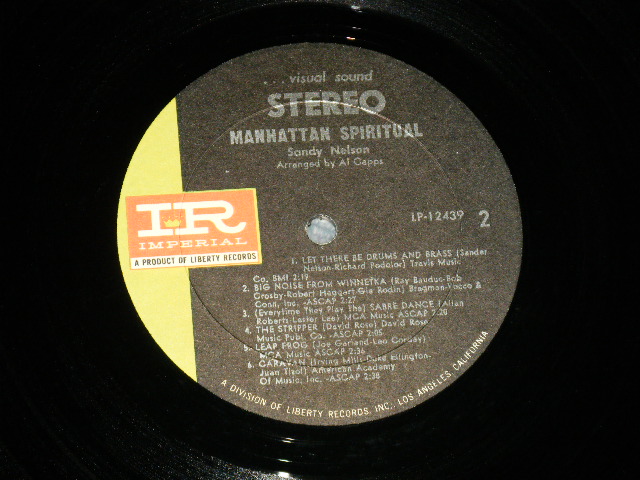 ...visual sound
STEREO
MANHATTAN SPIRITUAL
Sandy Nelson
Arranged by Al Capps
IR
IMPERIAL
A PRODUCT OF LIBERTY RECORDS
LP-12439 2
1. LET THERE BE DRUMS AND BRASS (Sander
Nelson-Richard Podolor) Travis Music
Co. BMI 2:19
2. BIG NOISE FROM WINNETKA (Ray Bauduc-Bob
Crosby-Robert Haggart-Gil Rodin) Bregman-Vocco &
Conn, Inc. -ASCAP 2:27
3. (Everytime They Play The) SABRE DANCE (Allan
Roberts-Lester Lee) MCA Music ASCAP 2:28
4. THE STRIPPER (David Rose) David Rose
Music Publ. Co. -ASCAP 2:05
5. LEAP FROG (Joe Garland-Leo Corday)
MCA Music ASCAP 2:36
6. CARAVAN (Irving Mills-Duke Ellington-
Juan Tizol) American Academy
Of Music, Inc. -ASCAP 2:38
A DIVISION OF LIBERTY RECORDS, INC., LOS ANGELES, CALIFORNIA